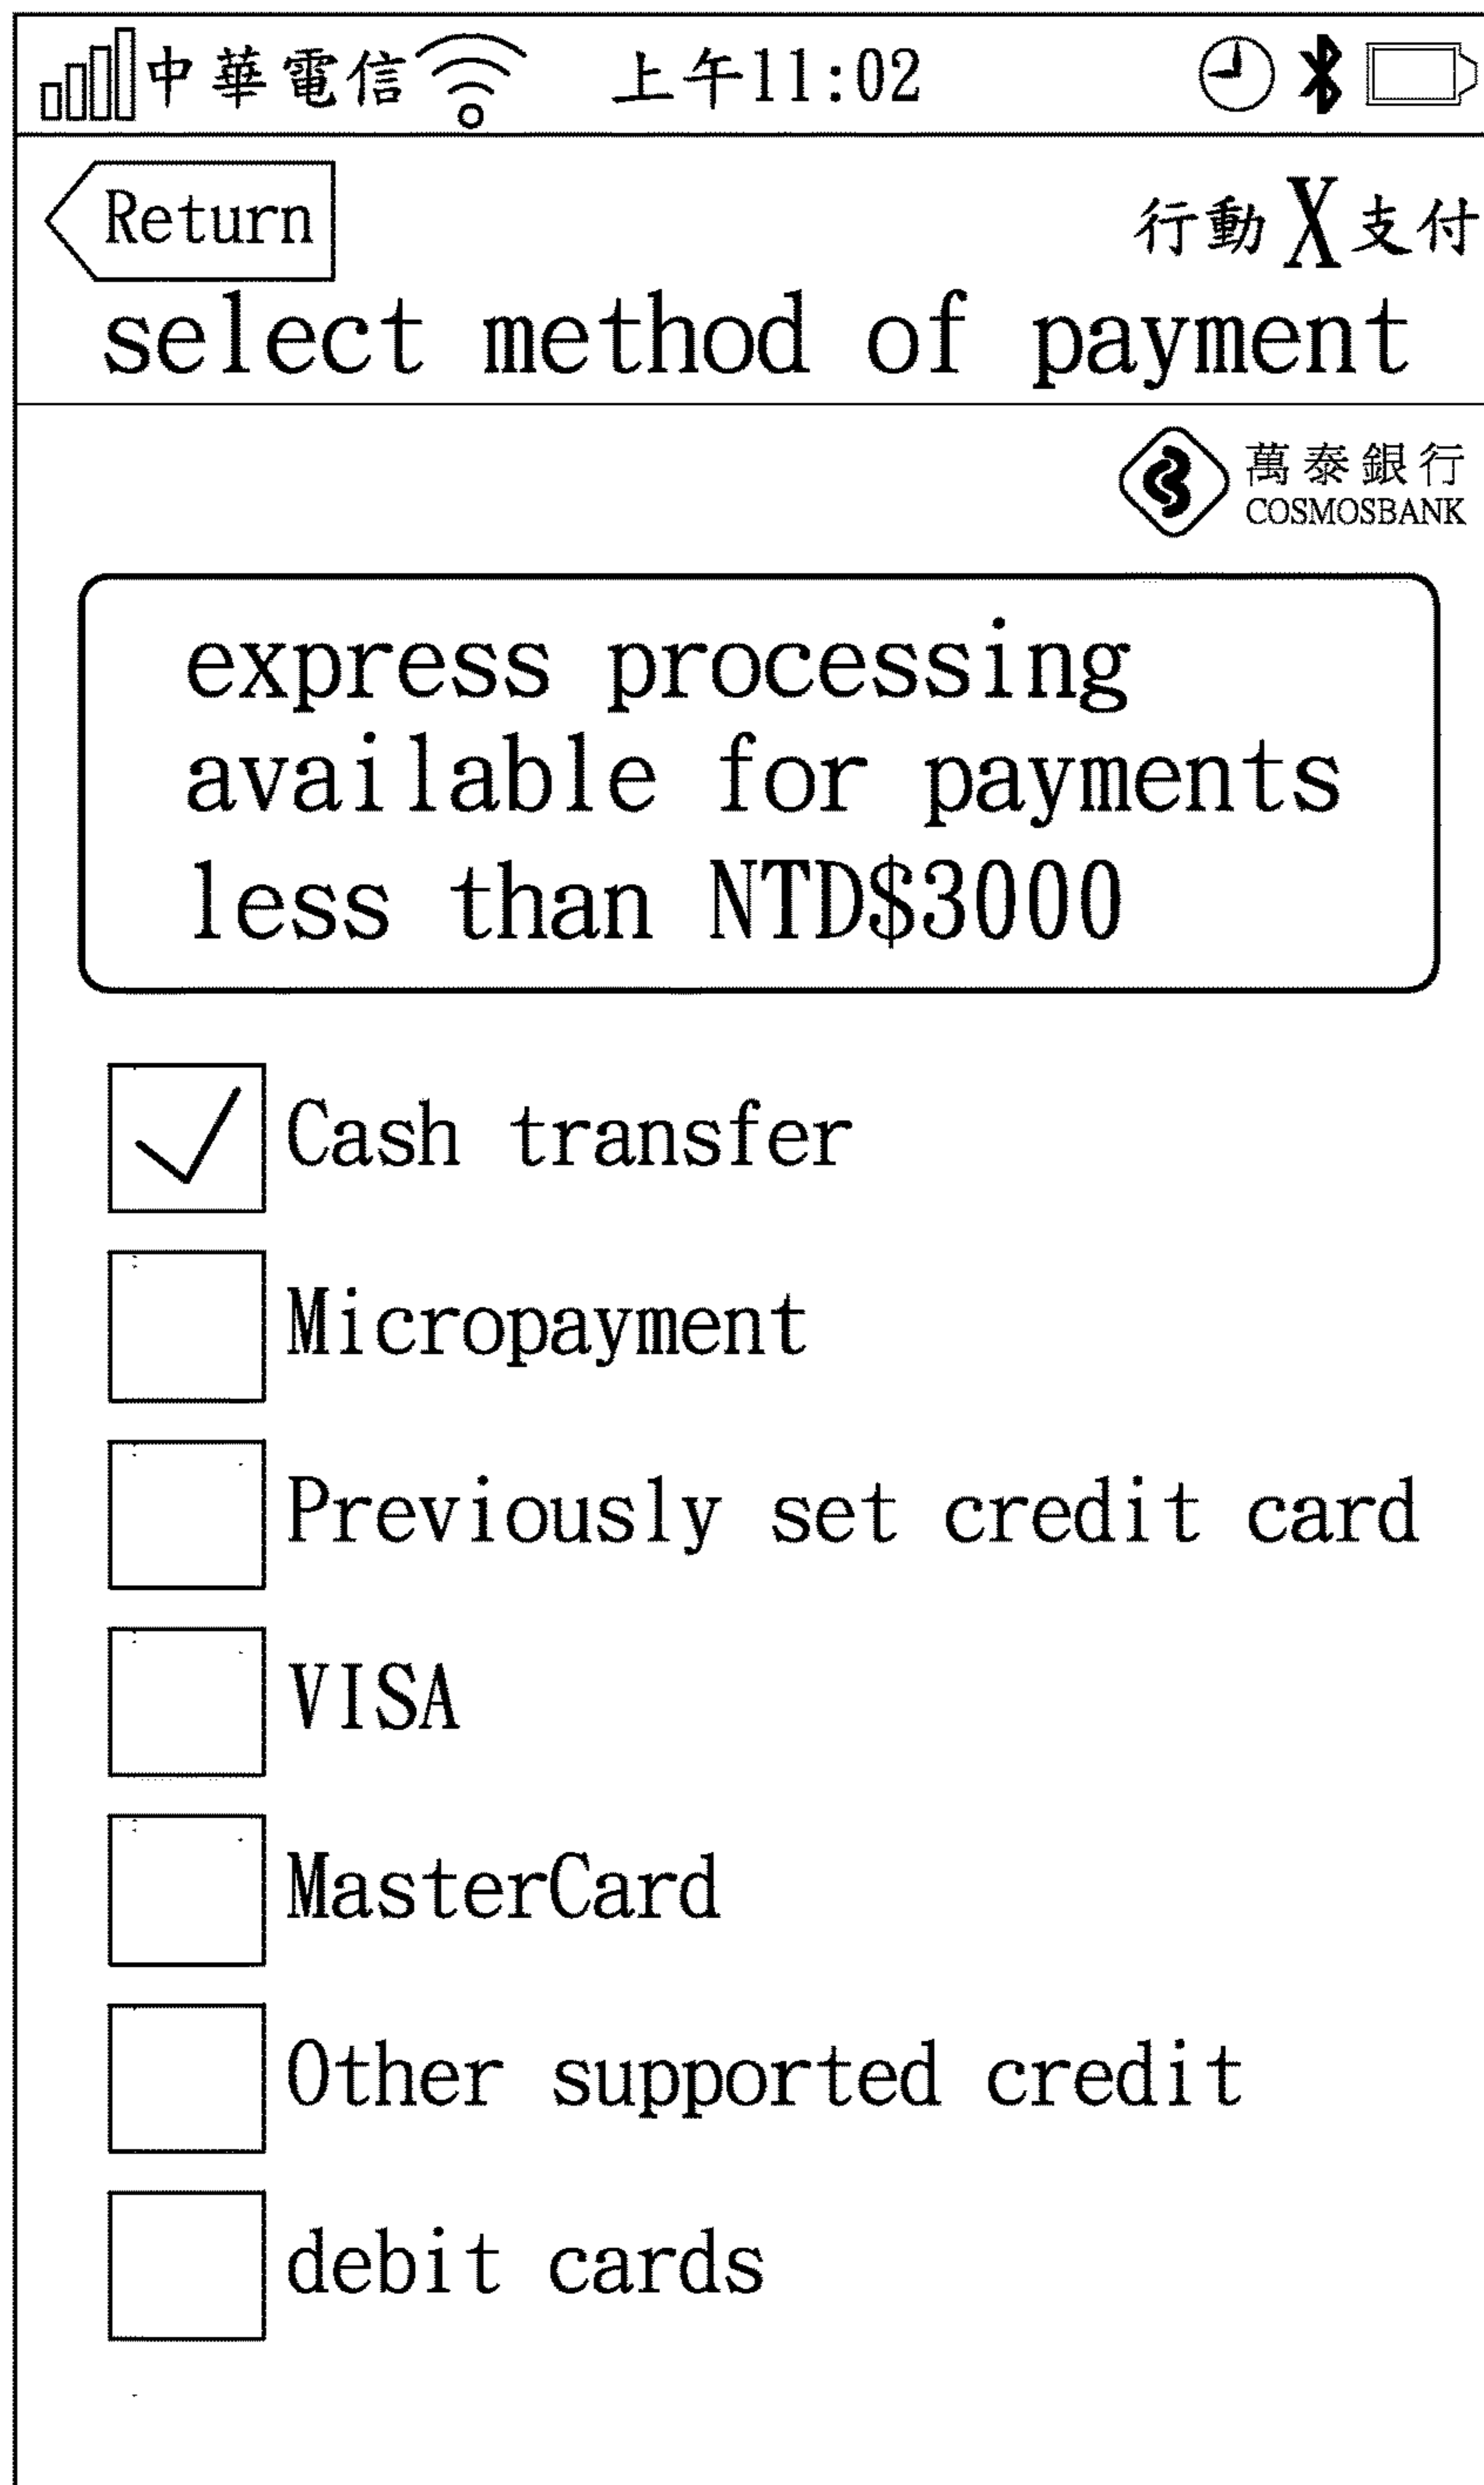 中華電信 上午11:02
Return 行動X支付
select method of payment
萬泰銀行
COSMOSBANK
express processing
available for payments
less than NTD$3000
Cash transfer
Micropayment
Previously set credit card
VISA
MasterCard
Other supported credit
debit cards